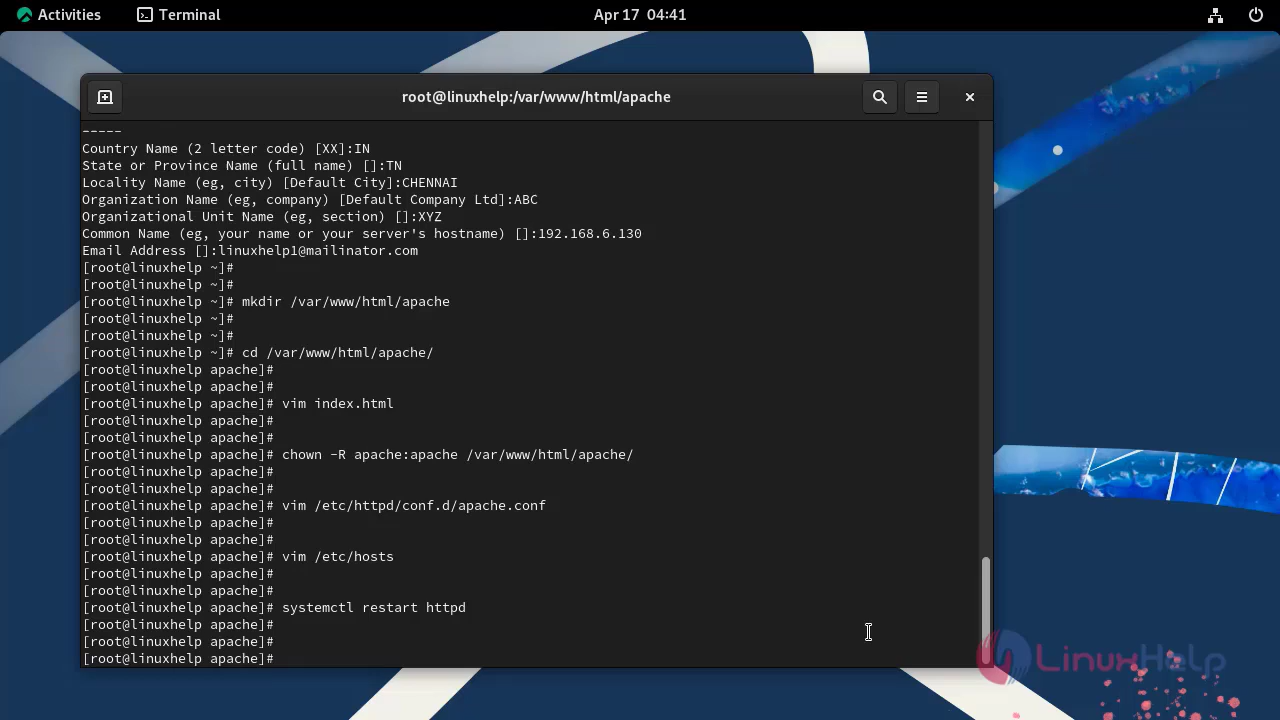 Activities Terminal Apr 17 04:41
root@linuxhelp:/var/www/html/apache
-----
Country Name (2 letter code) [XX]:IN
State or Province Name (full name) []:TN
Locality Name (eg, city) [Default City]:CHENNAI
Organization Name (eg, company) [Default Company Ltd]:ABC
Organizational Unit Name (eg, section) []:XYZ
Common Name (eg, your name or your server's hostname) []:192.168.6.130
Email Address []:linuxhelp1@mailinator.com
[root@linuxhelp ~]#
[root@linuxhelp ~]#
[root@linuxhelp ~]# mkdir /var/www/html/apache
[root@linuxhelp ~]#
[root@linuxhelp ~]#
[root@linuxhelp ~]# cd /var/www/html/apache/
[root@linuxhelp apache]#
[root@linuxhelp apache]#
[root@linuxhelp apache]# vim index.html
[root@linuxhelp apache]#
[root@linuxhelp apache]#
[root@linuxhelp apache]# chown -R apache:apache /var/www/html/apache/
[root@linuxhelp apache]#
[root@linuxhelp apache]#
[root@linuxhelp apache]# vim /etc/httpd/conf.d/apache.conf
[root@linuxhelp apache]#
[root@linuxhelp apache]#
[root@linuxhelp apache]# vim /etc/hosts
[root@linuxhelp apache]#
[root@linuxhelp apache]#
[root@linuxhelp apache]# systemctl restart httpd
[root@linuxhelp apache]#
[root@linuxhelp apache]#
[root@linuxhelp apache]#
LinuxHelp